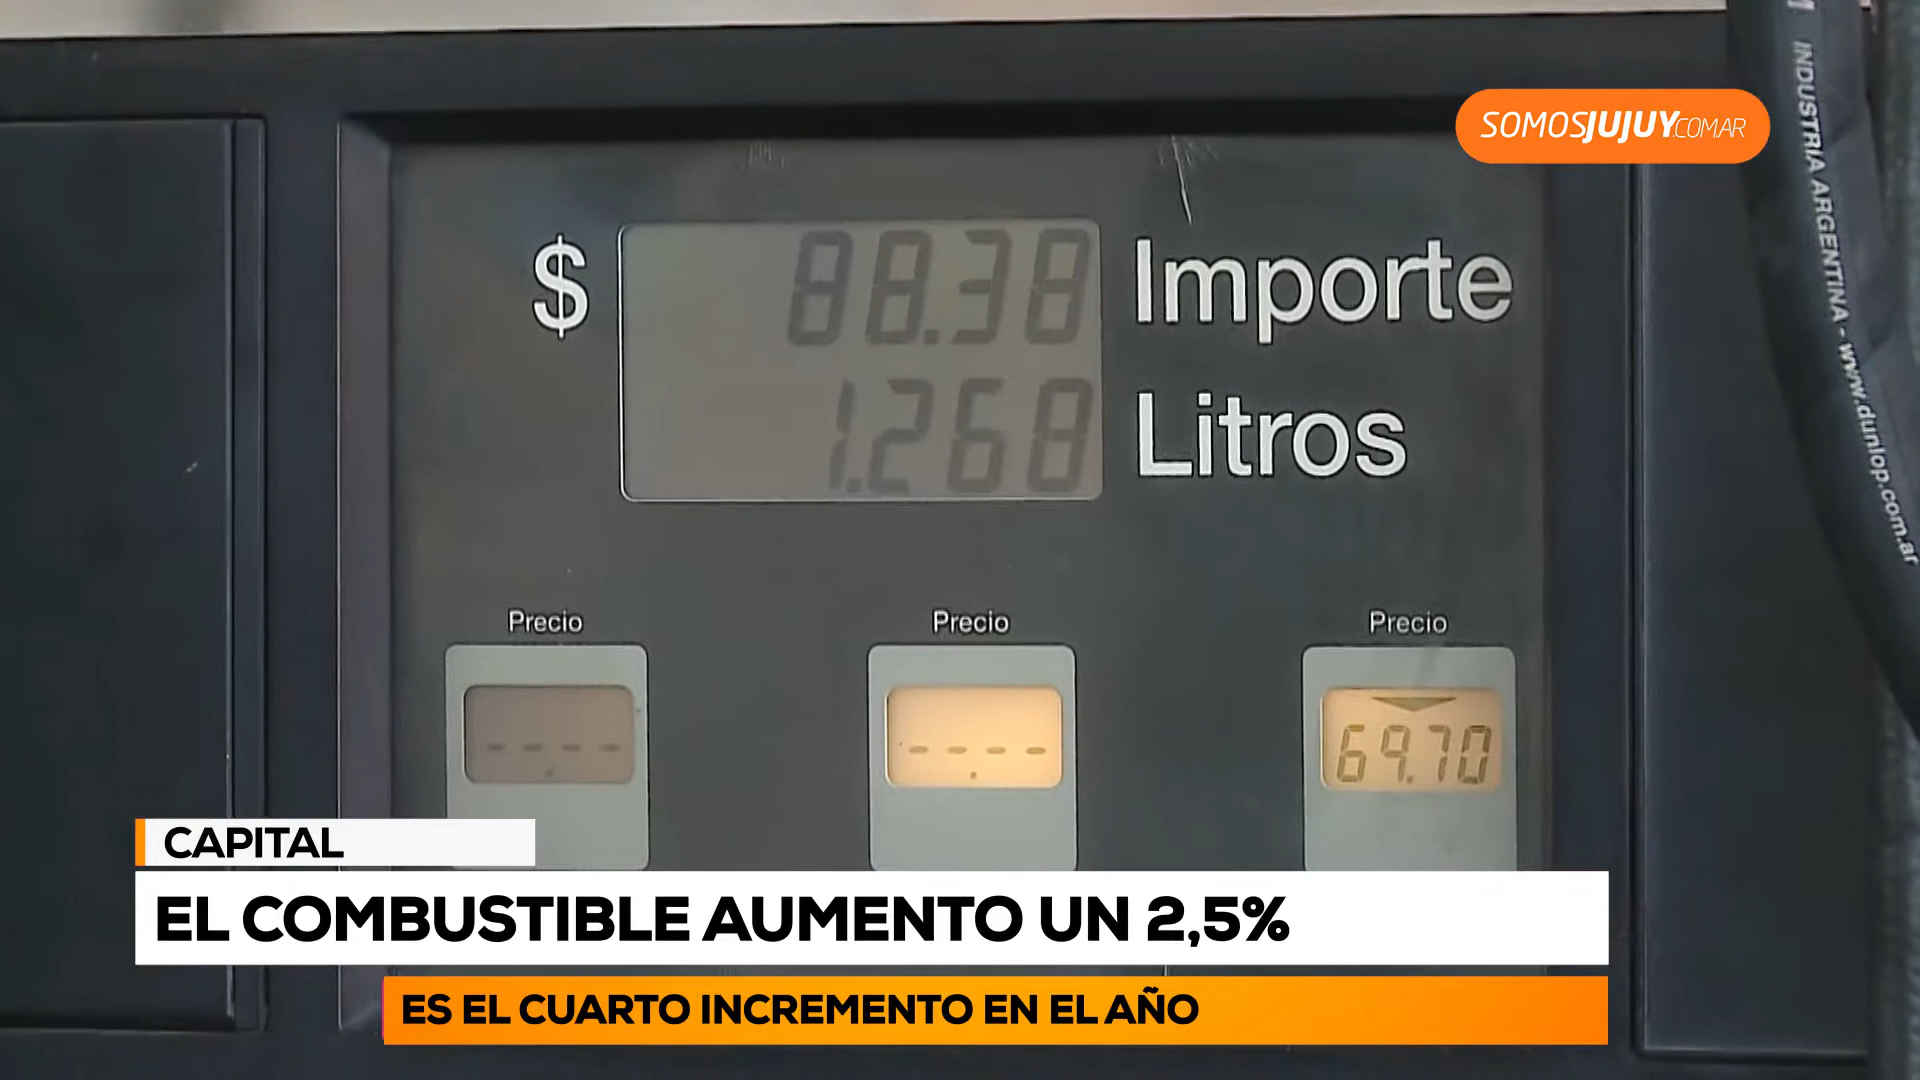 SOMOSJUJUY.COM.AR
INDUSTRIA ARGENTINA - www.dunlop.com.ar
$ 88.38 Importe
1.268 Litros
Precio Precio Precio
- - - - . - - - - . 69.70
CAPITAL
EL COMBUSTIBLE AUMENTO UN 2,5%
ES EL CUARTO INCREMENTO EN EL AÑO